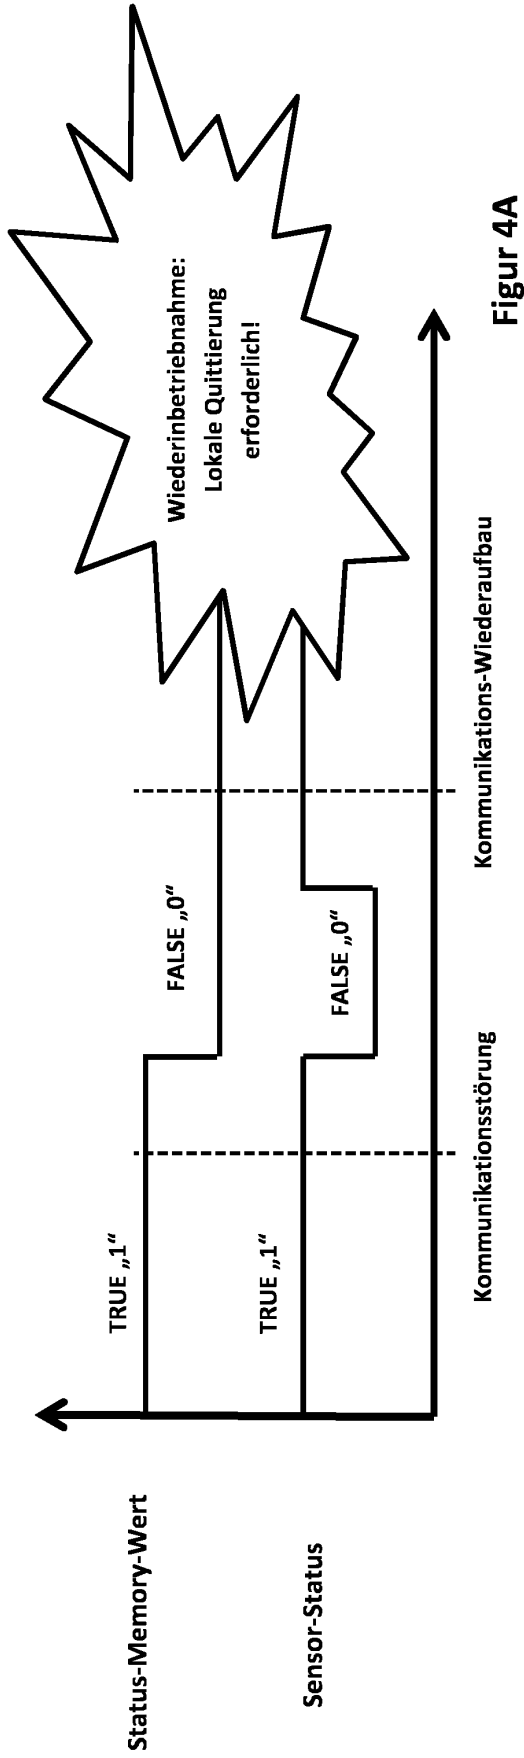 Status-Memory-Wert
TRUE „1“
FALSE „0“
Wiederinbetriebnahme:
Lokale Quittierung
erforderlich!
Sensor-Status
TRUE „1“
FALSE „0“
Kommunikationsstörung
Kommunikations-Wiederaufbau
Figur 4A